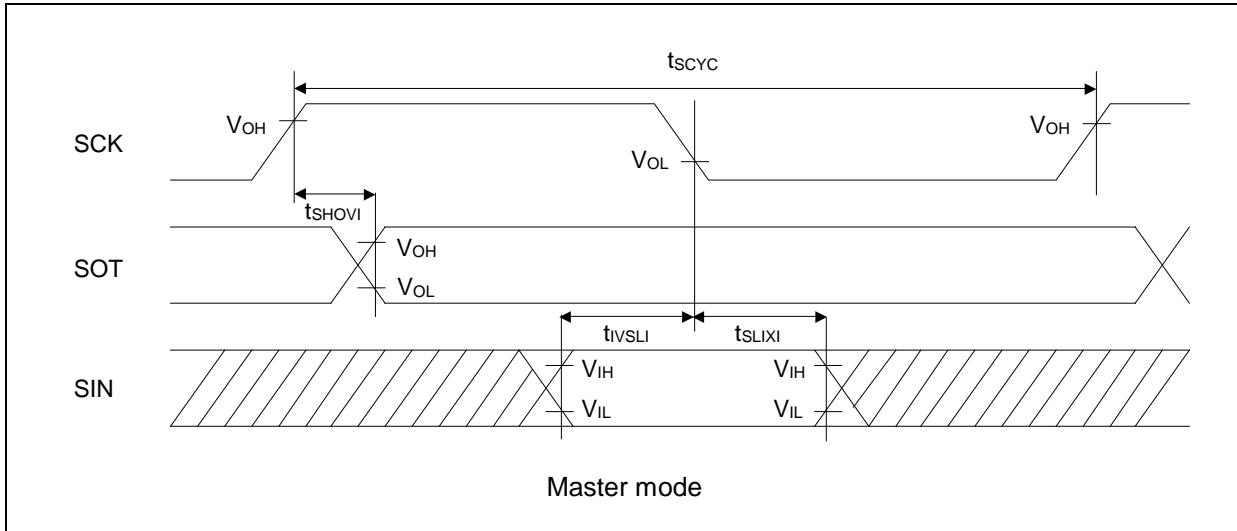 tSCYC
SCK
VOH
VOL
VOH
tSHOVI
SOT
VOH
VOL
tIVSLI
tSLIXI
SIN
VIH
VIL
VIH
VIL
Master mode